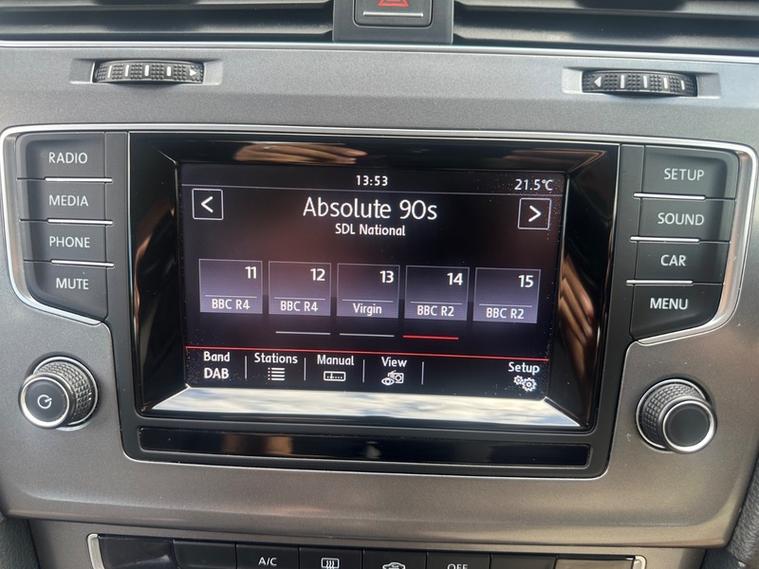 13:53
21.5°C
Absolute 90s
SDL National
11 12 13 14 15
BBC R4 BBC R4 Virgin BBC R2 BBC R2
Band Stations Manual View Setup
DAB
RADIO
MEDIA
PHONE
MUTE
SETUP
SOUND
CAR
MENU
A/C
OFF